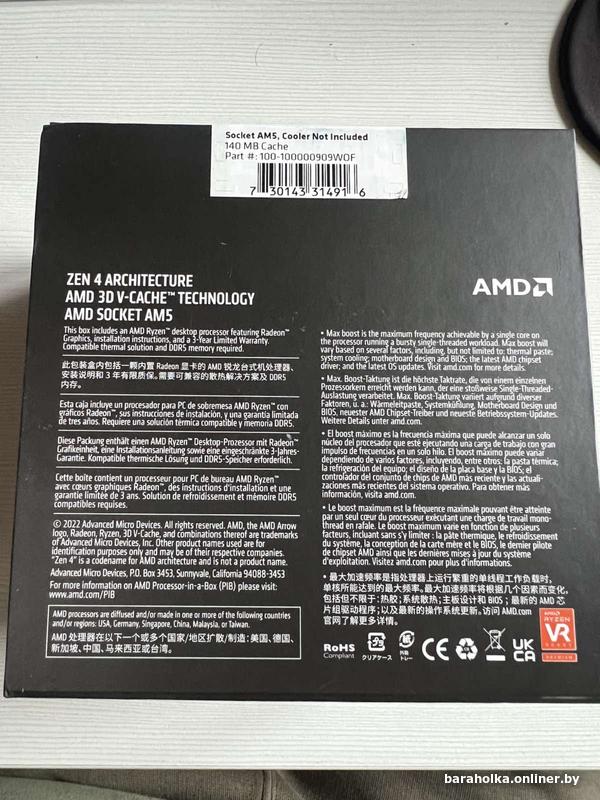 Socket AM5, Cooler Not Included
140 MB Cache
Part #: 100-100000909WOF
7 30143 31491 6
ZEN 4 ARCHITECTURE
AMD 3D V-CACHE™ TECHNOLOGY
AMD SOCKET AM5
AMD
This box includes an AMD Ryzen™ desktop processor featuring Radeon™
Graphics, installation instructions, and a 3-Year Limited Warranty.
Compatible thermal solution and DDR5 memory required.
此包装盒内包括一颗内置 Radeon 显卡的 AMD 锐龙台式机处理器、
安装说明和 3 年有限质保。需要可兼容的散热解决方案及 DDR5
内存。
Esta caja incluye un procesador para PC de sobremesa AMD Ryzen™ con
gráficos Radeon™, sus instrucciones de instalación, y una garantía limitada
de tres años. Requiere una solución térmica compatible y memoria DDR5.
Diese Packung enthält einen AMD Ryzen™ Desktop-Prozessor mit Radeon™
Grafikeinheit, eine Installationsanleitung sowie eine eingeschränkte 3-Jahres-
Garantie. Kompatible thermische Lösung und DDR5-Speicher erforderlich.
Cette boîte contient un processeur pour PC de bureau AMD Ryzen™
avec cœurs graphiques Radeon™, des instructions d'installation et une
garantie limitée de 3 ans. Solution de refroidissement et mémoire DDR5
compatibles requises.
© 2022 Advanced Micro Devices. All rights reserved. AMD, the AMD Arrow
logo, Radeon, Ryzen, 3D V-Cache, and combinations thereof are trademarks
of Advanced Micro Devices, Inc. Other product names used are for
identification purposes only and may be of their respective companies.
"Zen 4" is a codename for AMD architecture and is not a product name.
Advanced Micro Devices, P.O. Box 3453, Sunnyvale, California 94088-3453
For more information on AMD Processor-in-a-Box (PIB) please visit:
www.amd.com/PIB
AMD processors are diffused and/or made in one or more of the following countries
and/or regions: USA, Germany, Singapore, China, Malaysia, or Taiwan.
AMD 处理器在以下一个或多个国家/地区扩散/制造：美国、德国、
新加坡、中国、马来西亚或台湾。
• Max boost is the maximum frequency achievable by a single core on
the processor running a bursty single-threaded workload. Max boost will
vary based on several factors, including, but not limited to: thermal paste;
system cooling; motherboard design and BIOS; the latest AMD chipset
driver; and the latest OS updates. Visit amd.com for more details.
• Max. Boost-Taktung ist die höchste Taktrate, die von einem einzelnen
Prozessorkern erreicht werden kann, der eine stoßweise Single-Threaded-
Auslastung verarbeitet. Max. Boost-Taktung variiert aufgrund diverser
Faktoren, u. a.: Wärmeleitpaste, Systemkühlung, Motherboard Design und
BIOS, neuester AMD Chipset-Treiber und neueste Betriebssystem-Updates.
Weitere Details unter amd.com.
• El boost máximo es la frecuencia máxima que puede alcanzar un solo
núcleo del procesador que esté ejecutando una carga de trabajo con gran
impulso de frecuencias en un solo hilo. El boost máximo puede variar
dependiendo de varios factores, incluyendo, entre otros: la pasta térmica;
la refrigeración del equipo; el diseño de la placa base y la BIOS; el
controlador del conjunto de chips de AMD más reciente y las actuali-
zaciones más recientes del sistema operativo. Para obtener más
información, visita amd.com.
• Le boost maximum est la fréquence maximale pouvant être atteinte
par un seul cœur du processeur exécutant une charge de travail mono-
thread en rafale. Le boost maximum varie en fonction de plusieurs
facteurs, incluant sans s'y limiter : la pâte thermique, le refroidissement
du système, la conception de la carte mère et le BIOS, le dernier pilote
de chipset AMD ainsi que les dernières mises à jour du système
d'exploitation. Visitez amd.com pour plus d'informations.
• 最大加速频率是指处理器上运行繁重的单线程工作负载时，
单核所能达到的最大频率。最大加速频率将根据几个因素而变化，
包括但不限于：热胶；系统散热；主板设计和 BIOS；最新的 AMD 芯
片组驱动程序；以及最新的操作系统更新。访问 AMD.com
官网了解更多详情。
RoHS
Compliant
クリアケース
外箱
トレー
CE
UK
CA
AMD
RYZEN
VR
READY
PREMIUM
baraholka.onliner.by